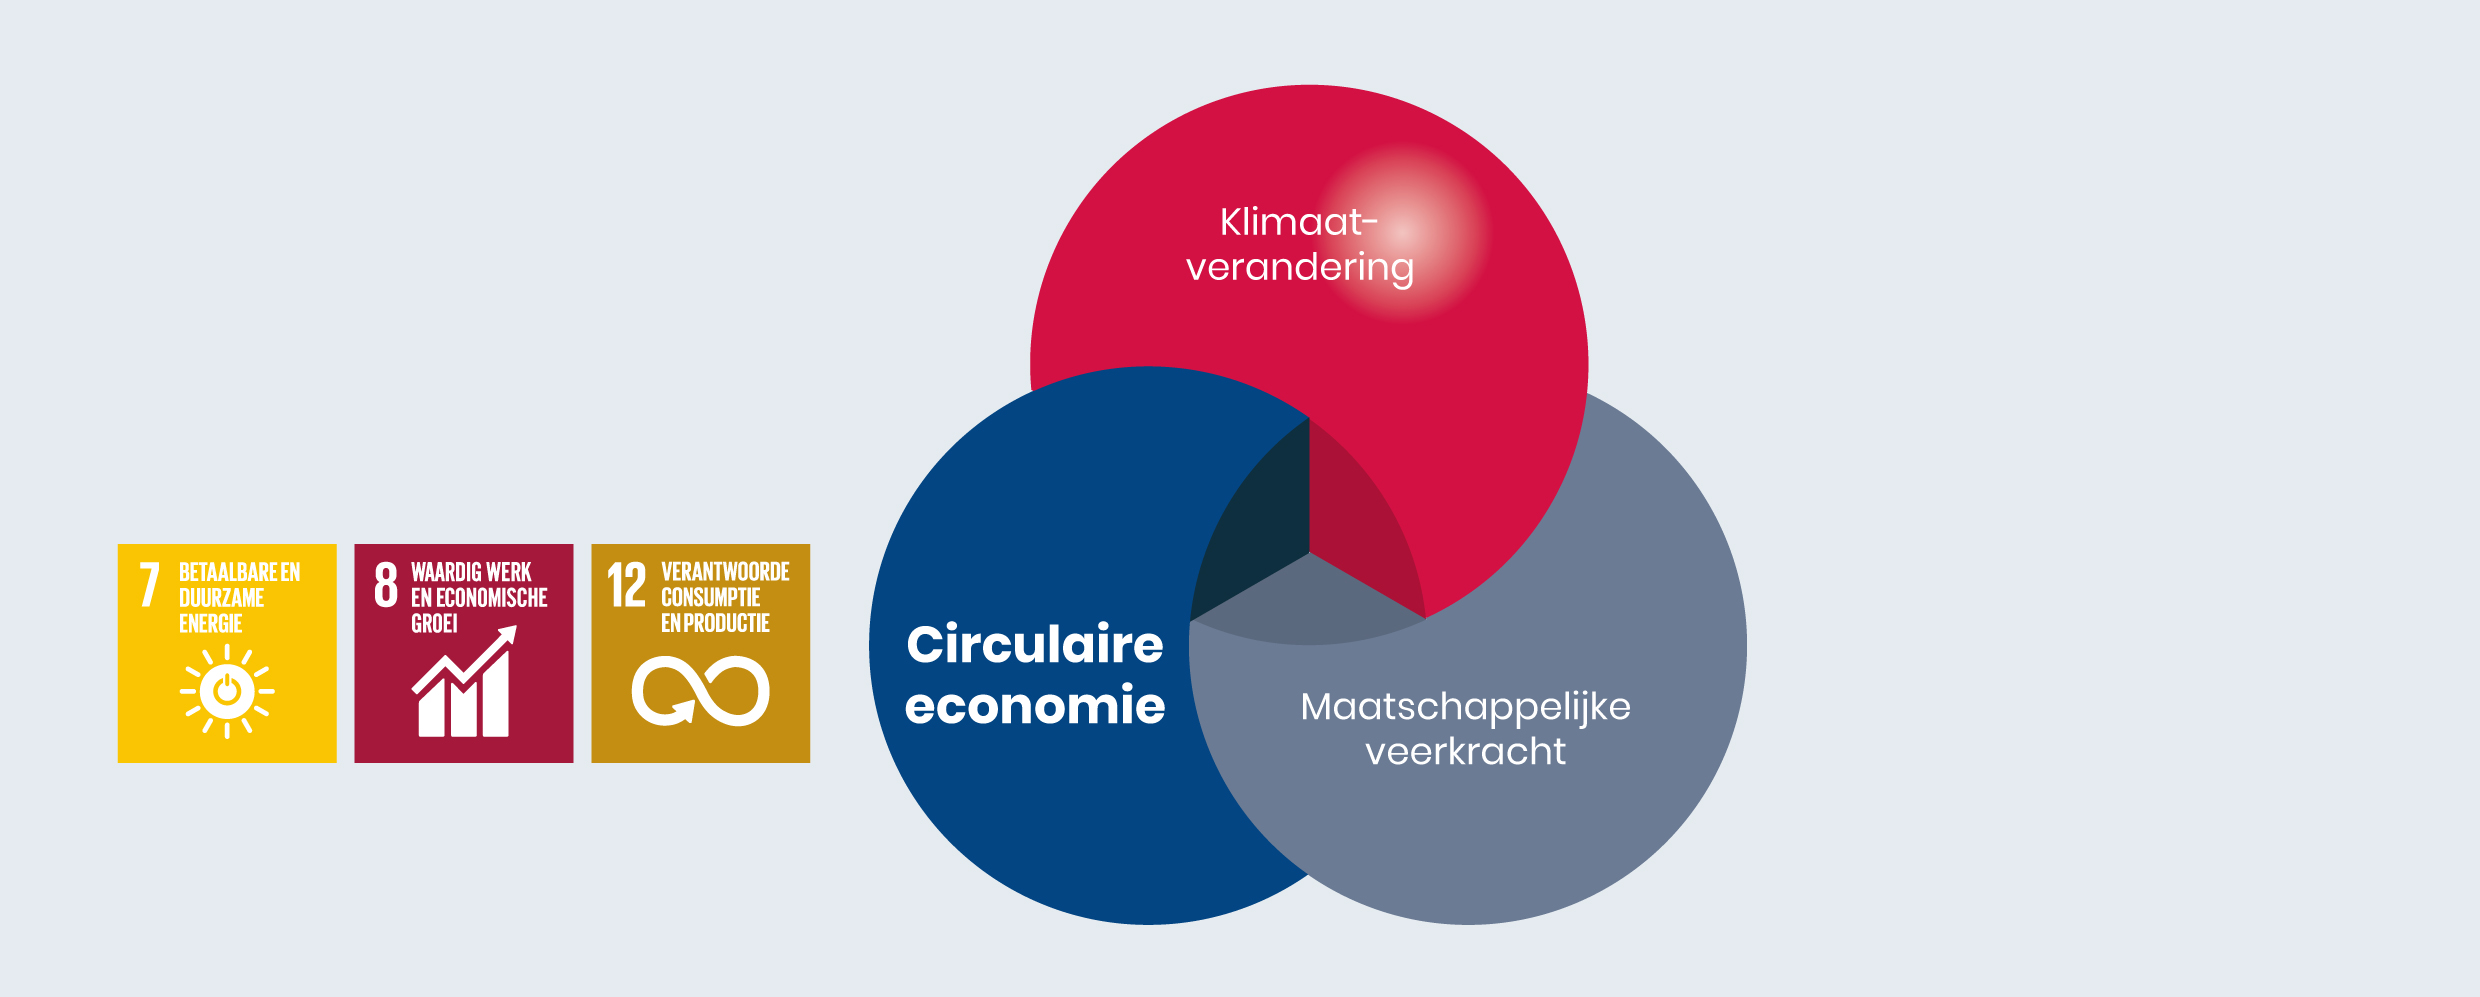 Klimaat-
verandering
7
BETAALBARE EN
DUURZAME
ENERGIE
8
WAARDIG WERK
EN ECONOMISCHE
GROEI
12
VERANTWOORDE
CONSUMPTIE
EN PRODUCTIE
Circulaire
economie
Maatschappelijke
veerkracht